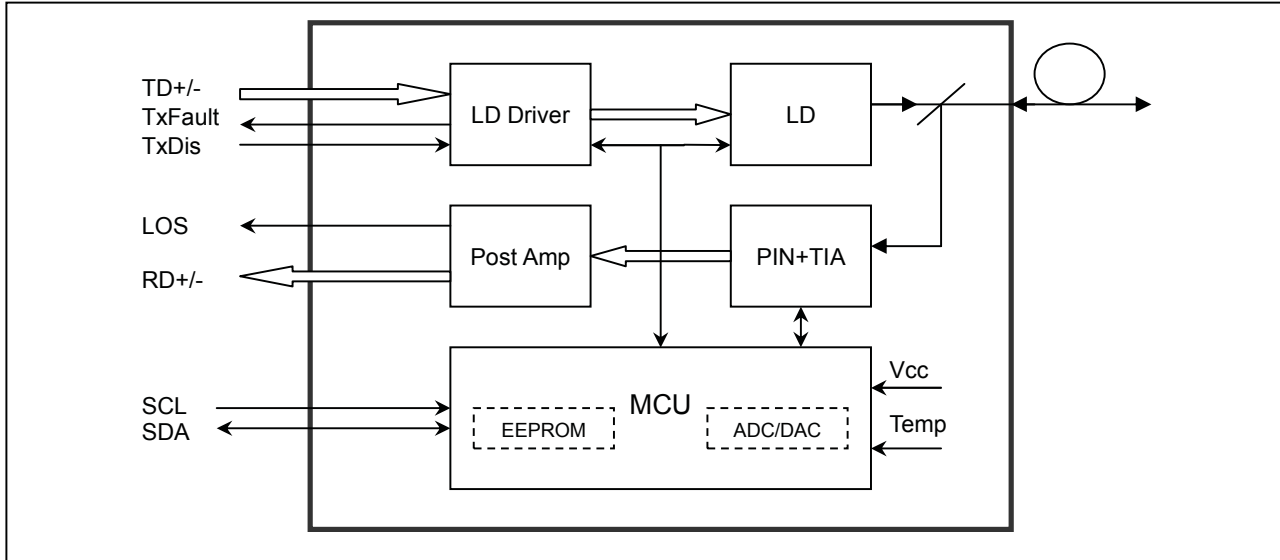 TD+/-
TxFault
TxDis
LD Driver
LD
LOS
RD+/-
Post Amp
PIN+TIA
SCL
SDA
MCU
EEPROM
ADC/DAC
Vcc
Temp